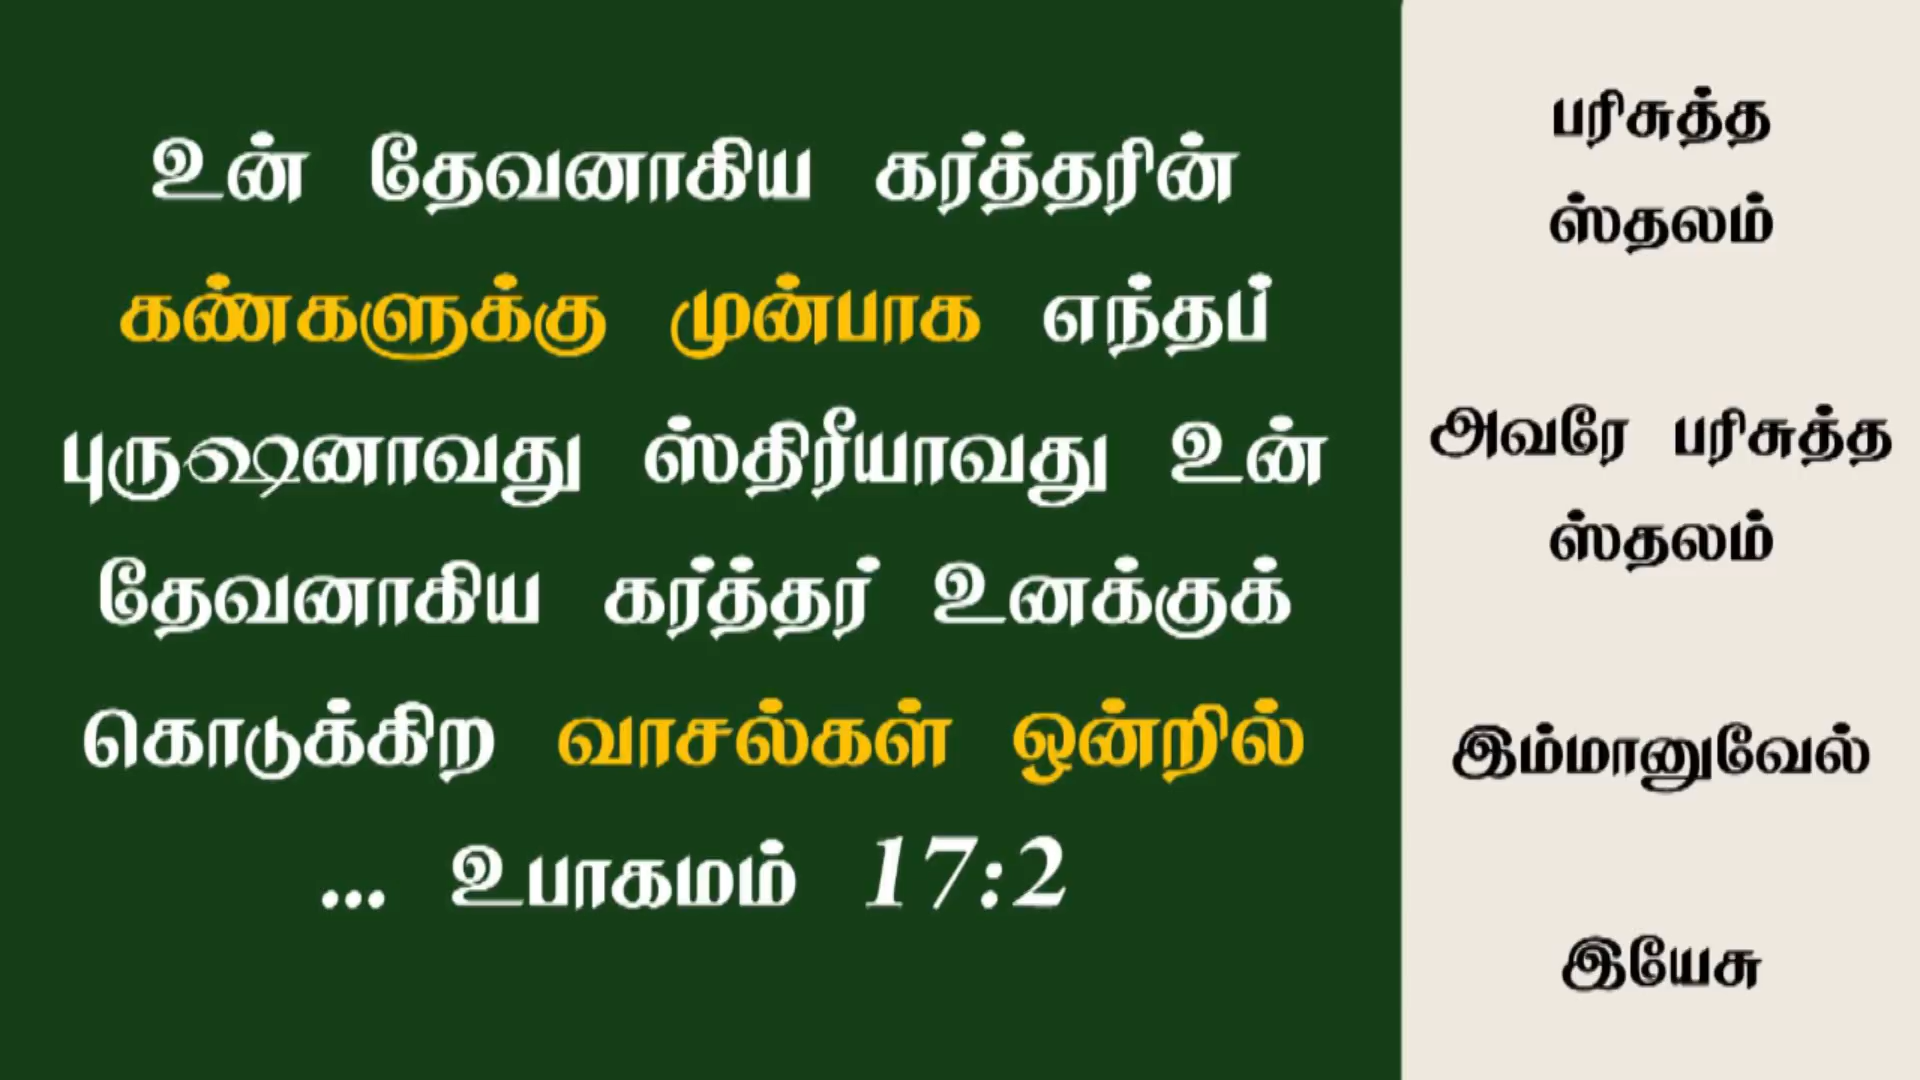 உன் தேவனாகிய கர்த்தரின்
கண்களுக்கு முன்பாக எந்தப்
புருஷனாவது ஸ்திரீயாவது உன்
தேவனாகிய கர்த்தர் உனக்குக்
கொடுக்கிற வாசல்கள் ஒன்றில்
... உபாகமம் 17:2
பரிசுத்த
ஸ்தலம்
அவரே பரிசுத்த
ஸ்தலம்
இம்மானுவேல்
இயேசு